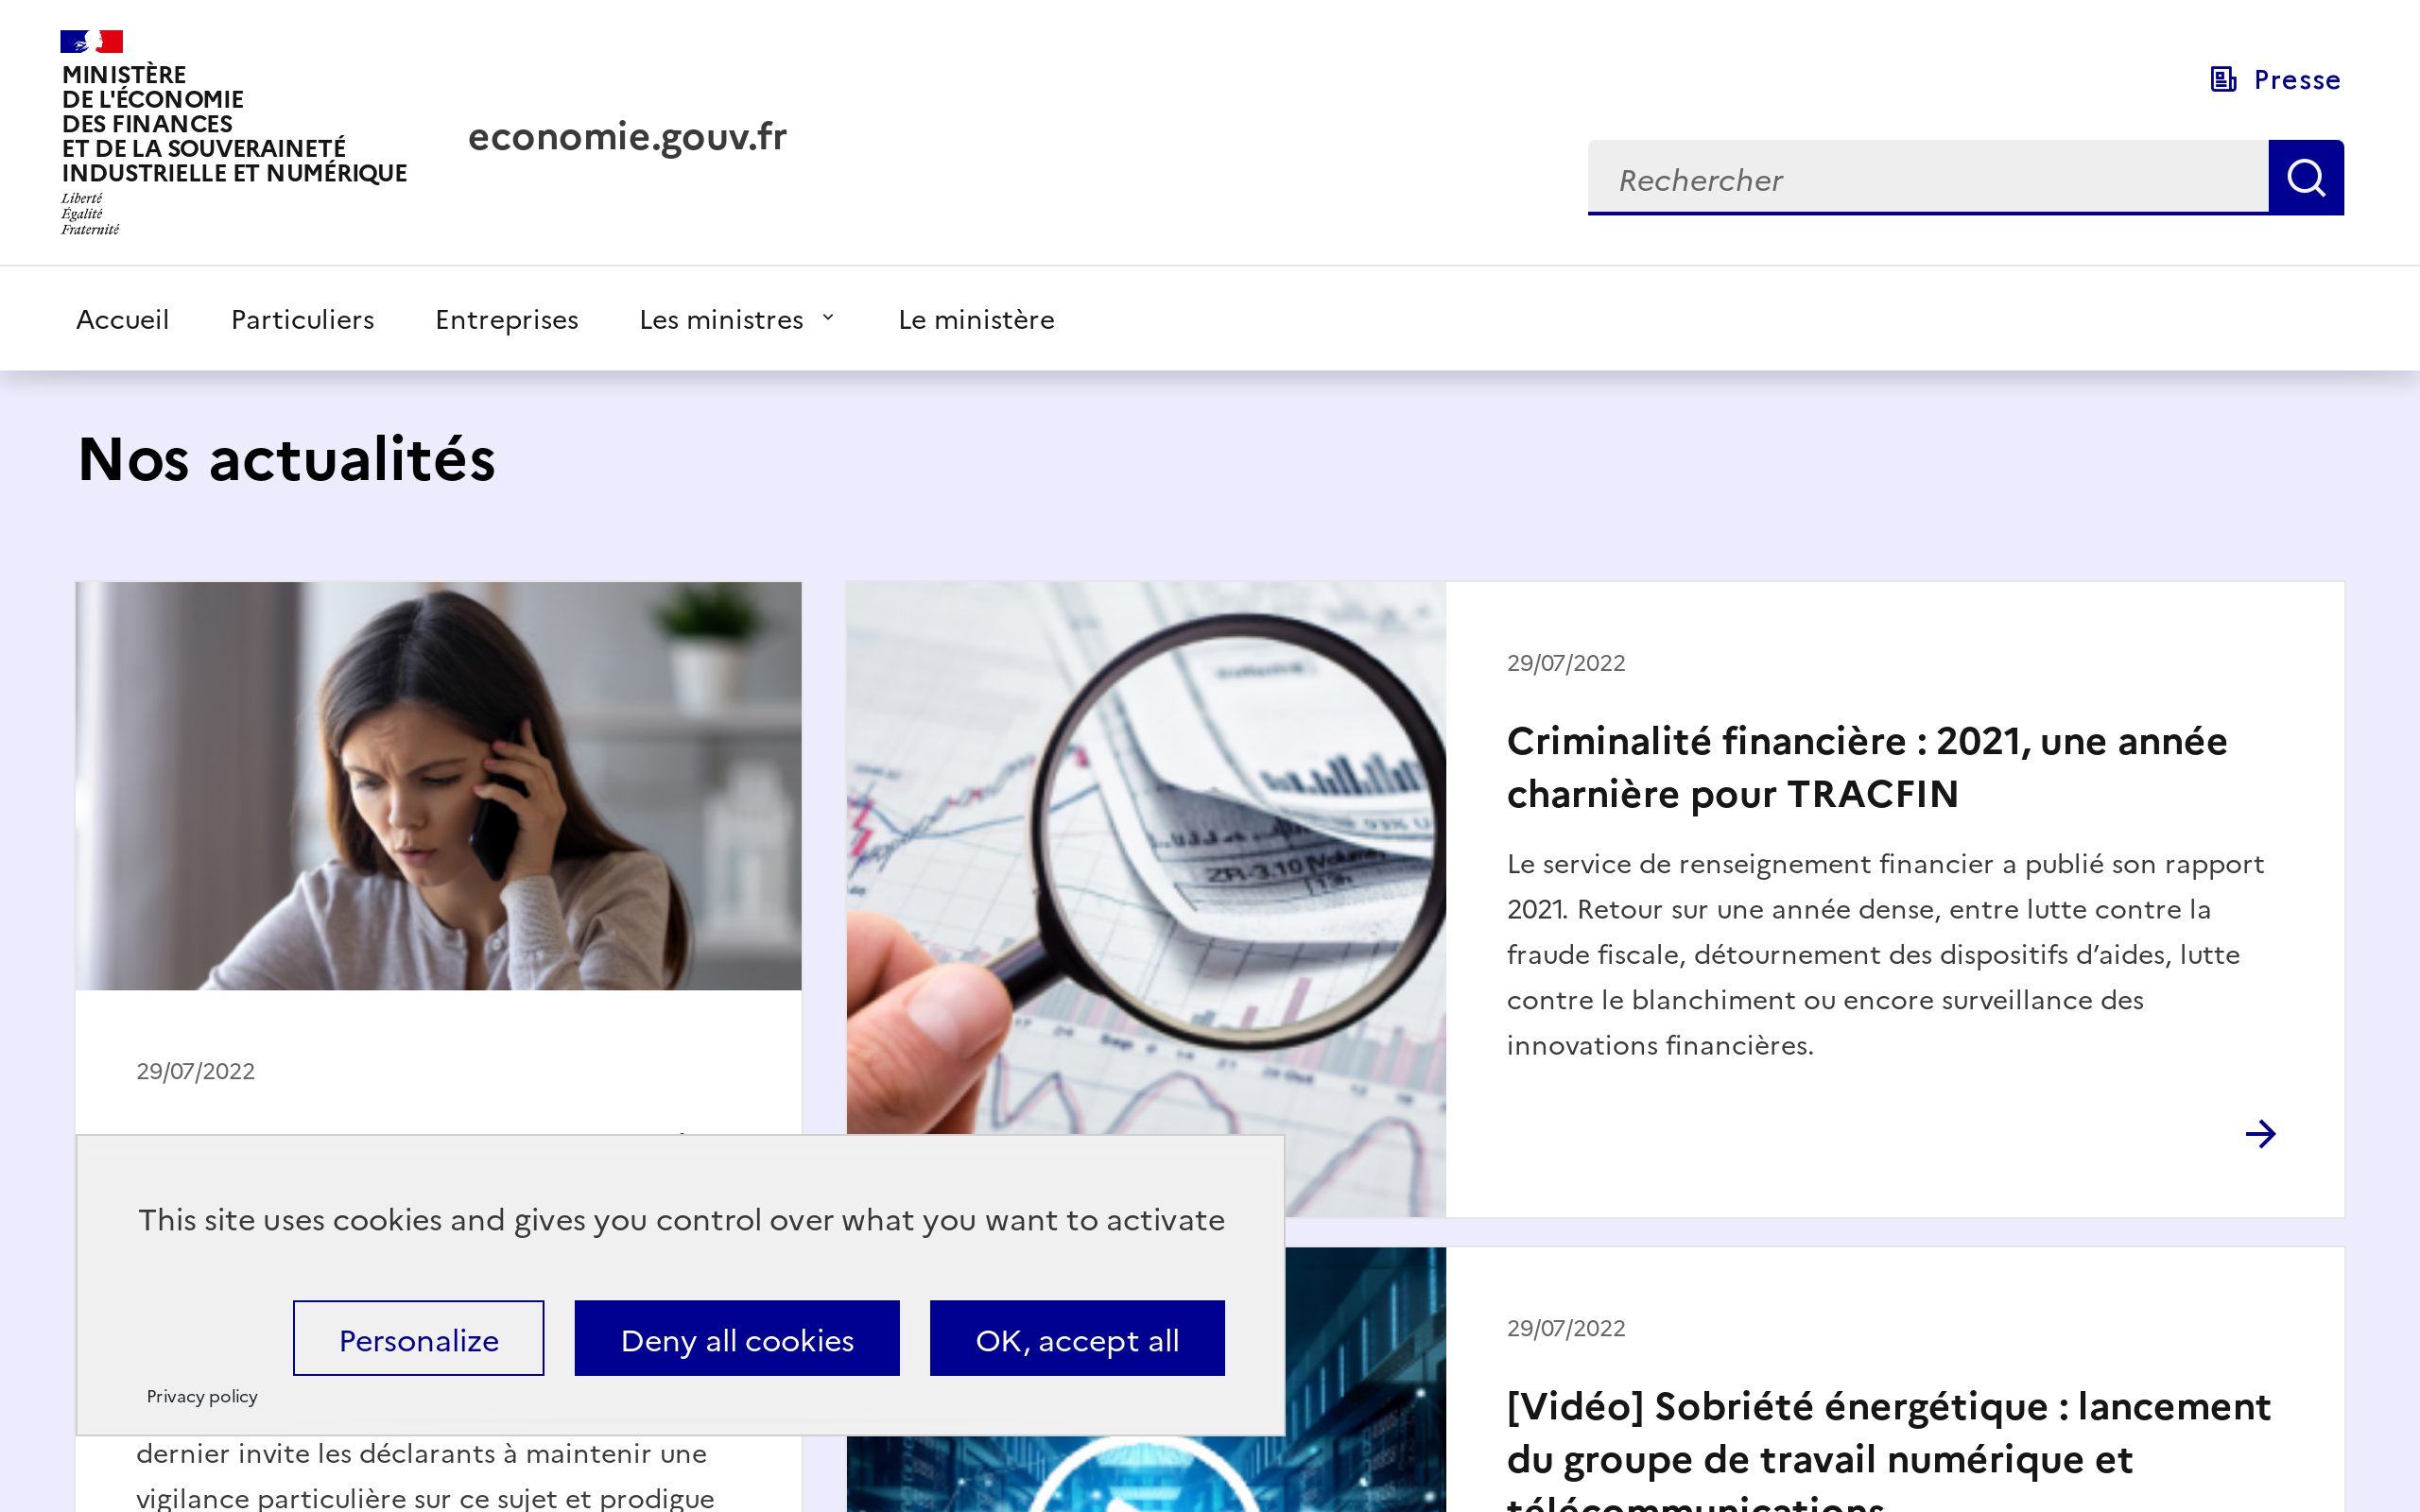 MINISTÈRE
DE L'ÉCONOMIE
DES FINANCES
ET DE LA SOUVERAINETÉ
INDUSTRIELLE ET NUMÉRIQUE
Liberté
Égalité
Fraternité
economie.gouv.fr
Presse
Rechercher
Accueil
Particuliers
Entreprises
Les ministres
Le ministère
Nos actualités
29/07/2022
Criminalité financière : 2021, une année
charnière pour TRACFIN
Le service de renseignement financier a publié son rapport
2021. Retour sur une année dense, entre lutte contre la
fraude fiscale, détournement des dispositifs d’aides, lutte
contre le blanchiment ou encore surveillance des
innovations financières.
29/07/2022
This site uses cookies and gives you control over what you want to activate
Personalize
Deny all cookies
OK, accept all
Privacy policy
dernier invite les déclarants à maintenir une
vigilance particulière sur ce sujet et prodigue
29/07/2022
[Vidéo] Sobriété énergétique : lancement
du groupe de travail numérique et
télécommunications